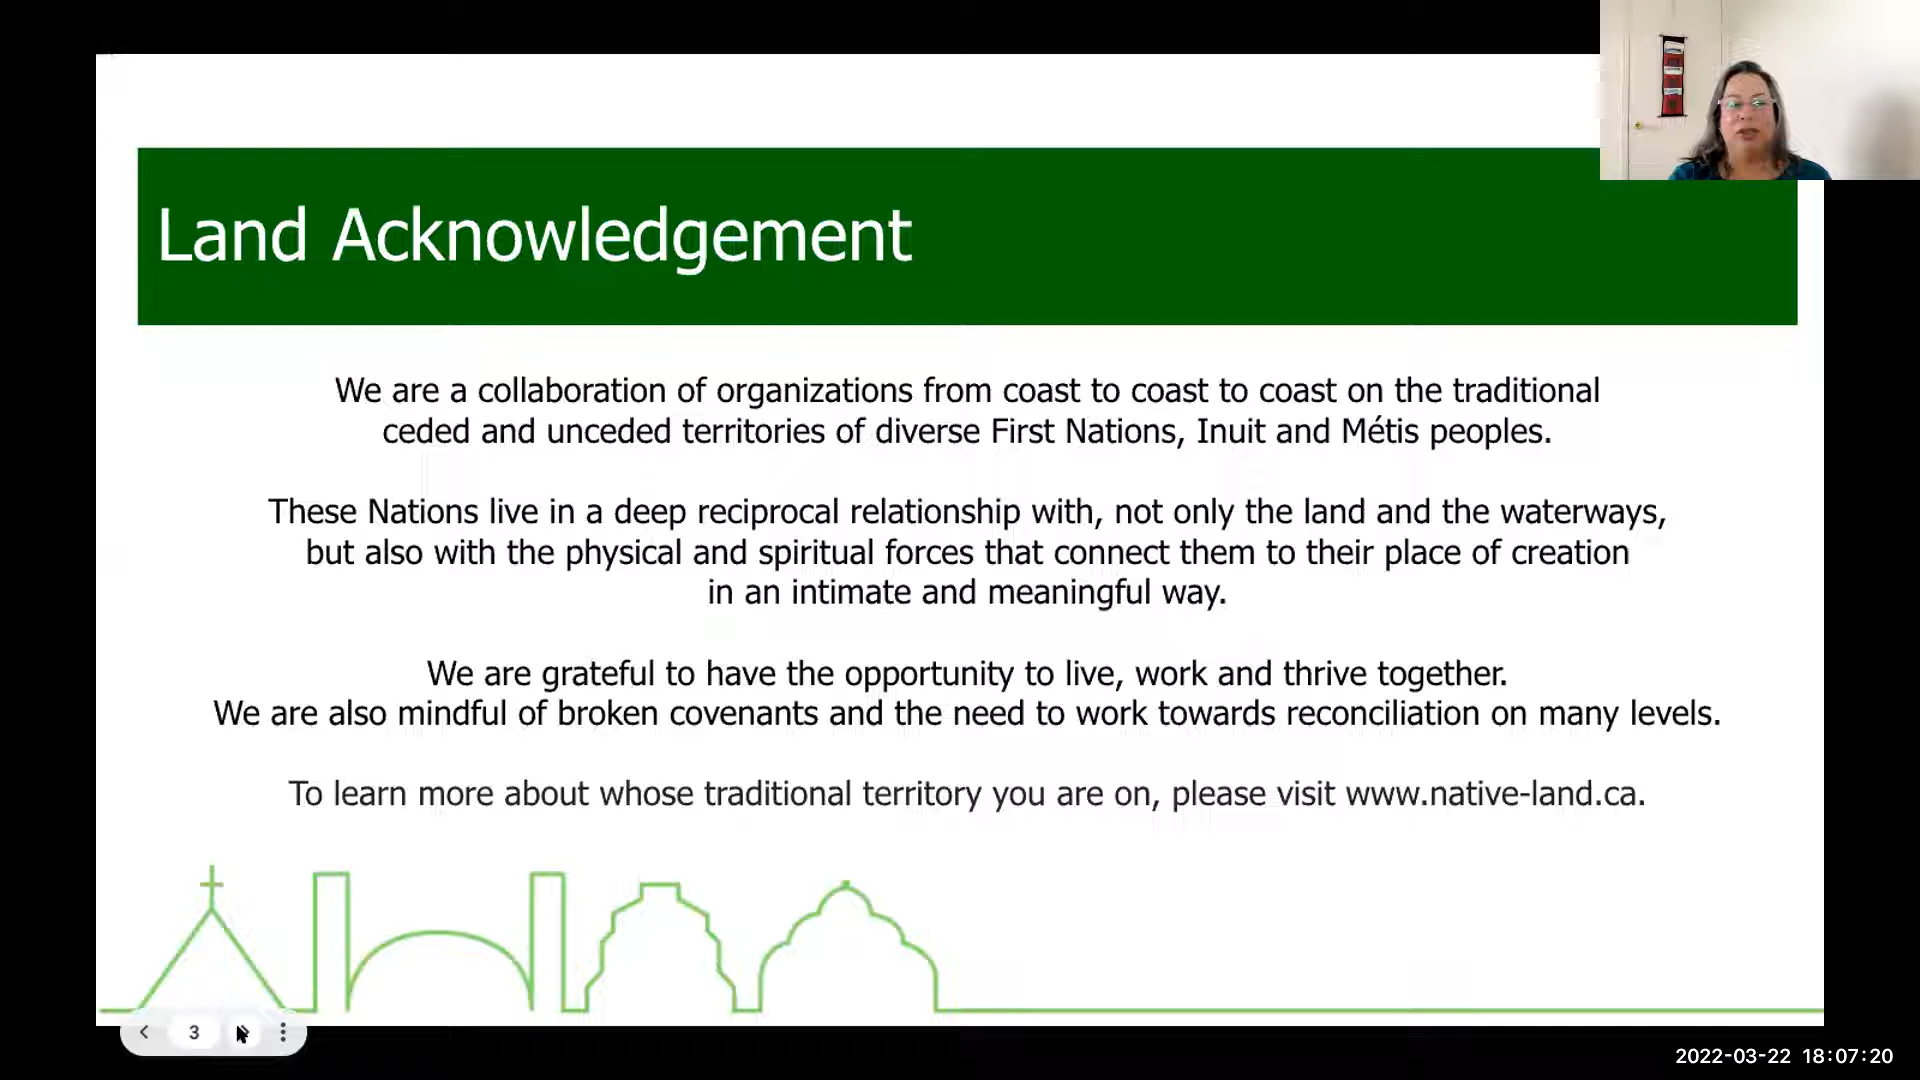 Land Acknowledgement
We are a collaboration of organizations from coast to coast to coast on the traditional
ceded and unceded territories of diverse First Nations, Inuit and Métis peoples.
These Nations live in a deep reciprocal relationship with, not only the land and the waterways,
but also with the physical and spiritual forces that connect them to their place of creation
in an intimate and meaningful way.
We are grateful to have the opportunity to live, work and thrive together.
We are also mindful of broken covenants and the need to work towards reconciliation on many levels.
To learn more about whose traditional territory you are on, please visit www.native-land.ca.
3
2022-03-22 18:07:20